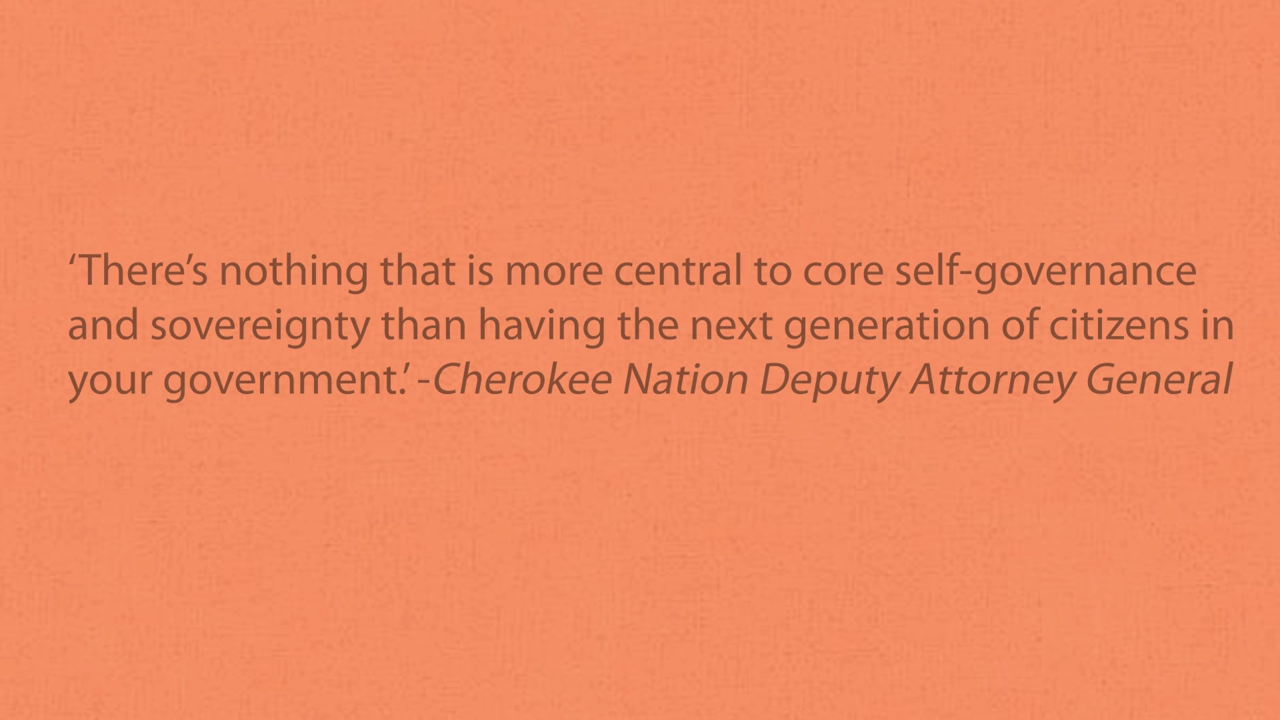 ‘There’s nothing that is more central to core self-governance
and sovereignty than having the next generation of citizens in
your government.’ -Cherokee Nation Deputy Attorney General